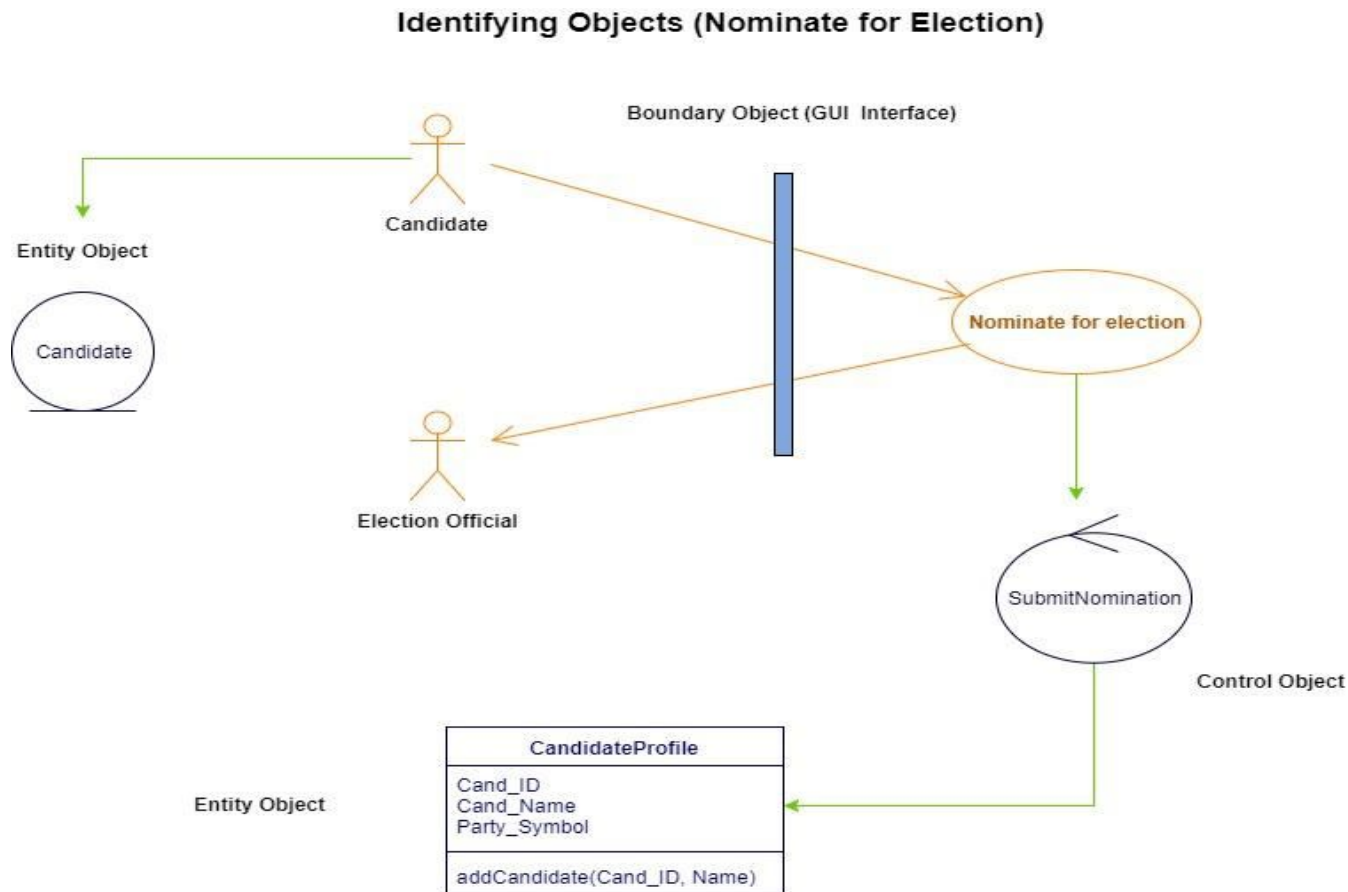 Identifying Objects (Nominate for Election)
Boundary Object (GUI Interface)
Candidate
Entity Object
Candidate
Nominate for election
Election Official
SubmitNomination
Control Object
CandidateProfile
Cand_ID
Cand_Name
Party_Symbol
Entity Object
addCandidate(Cand_ID, Name)